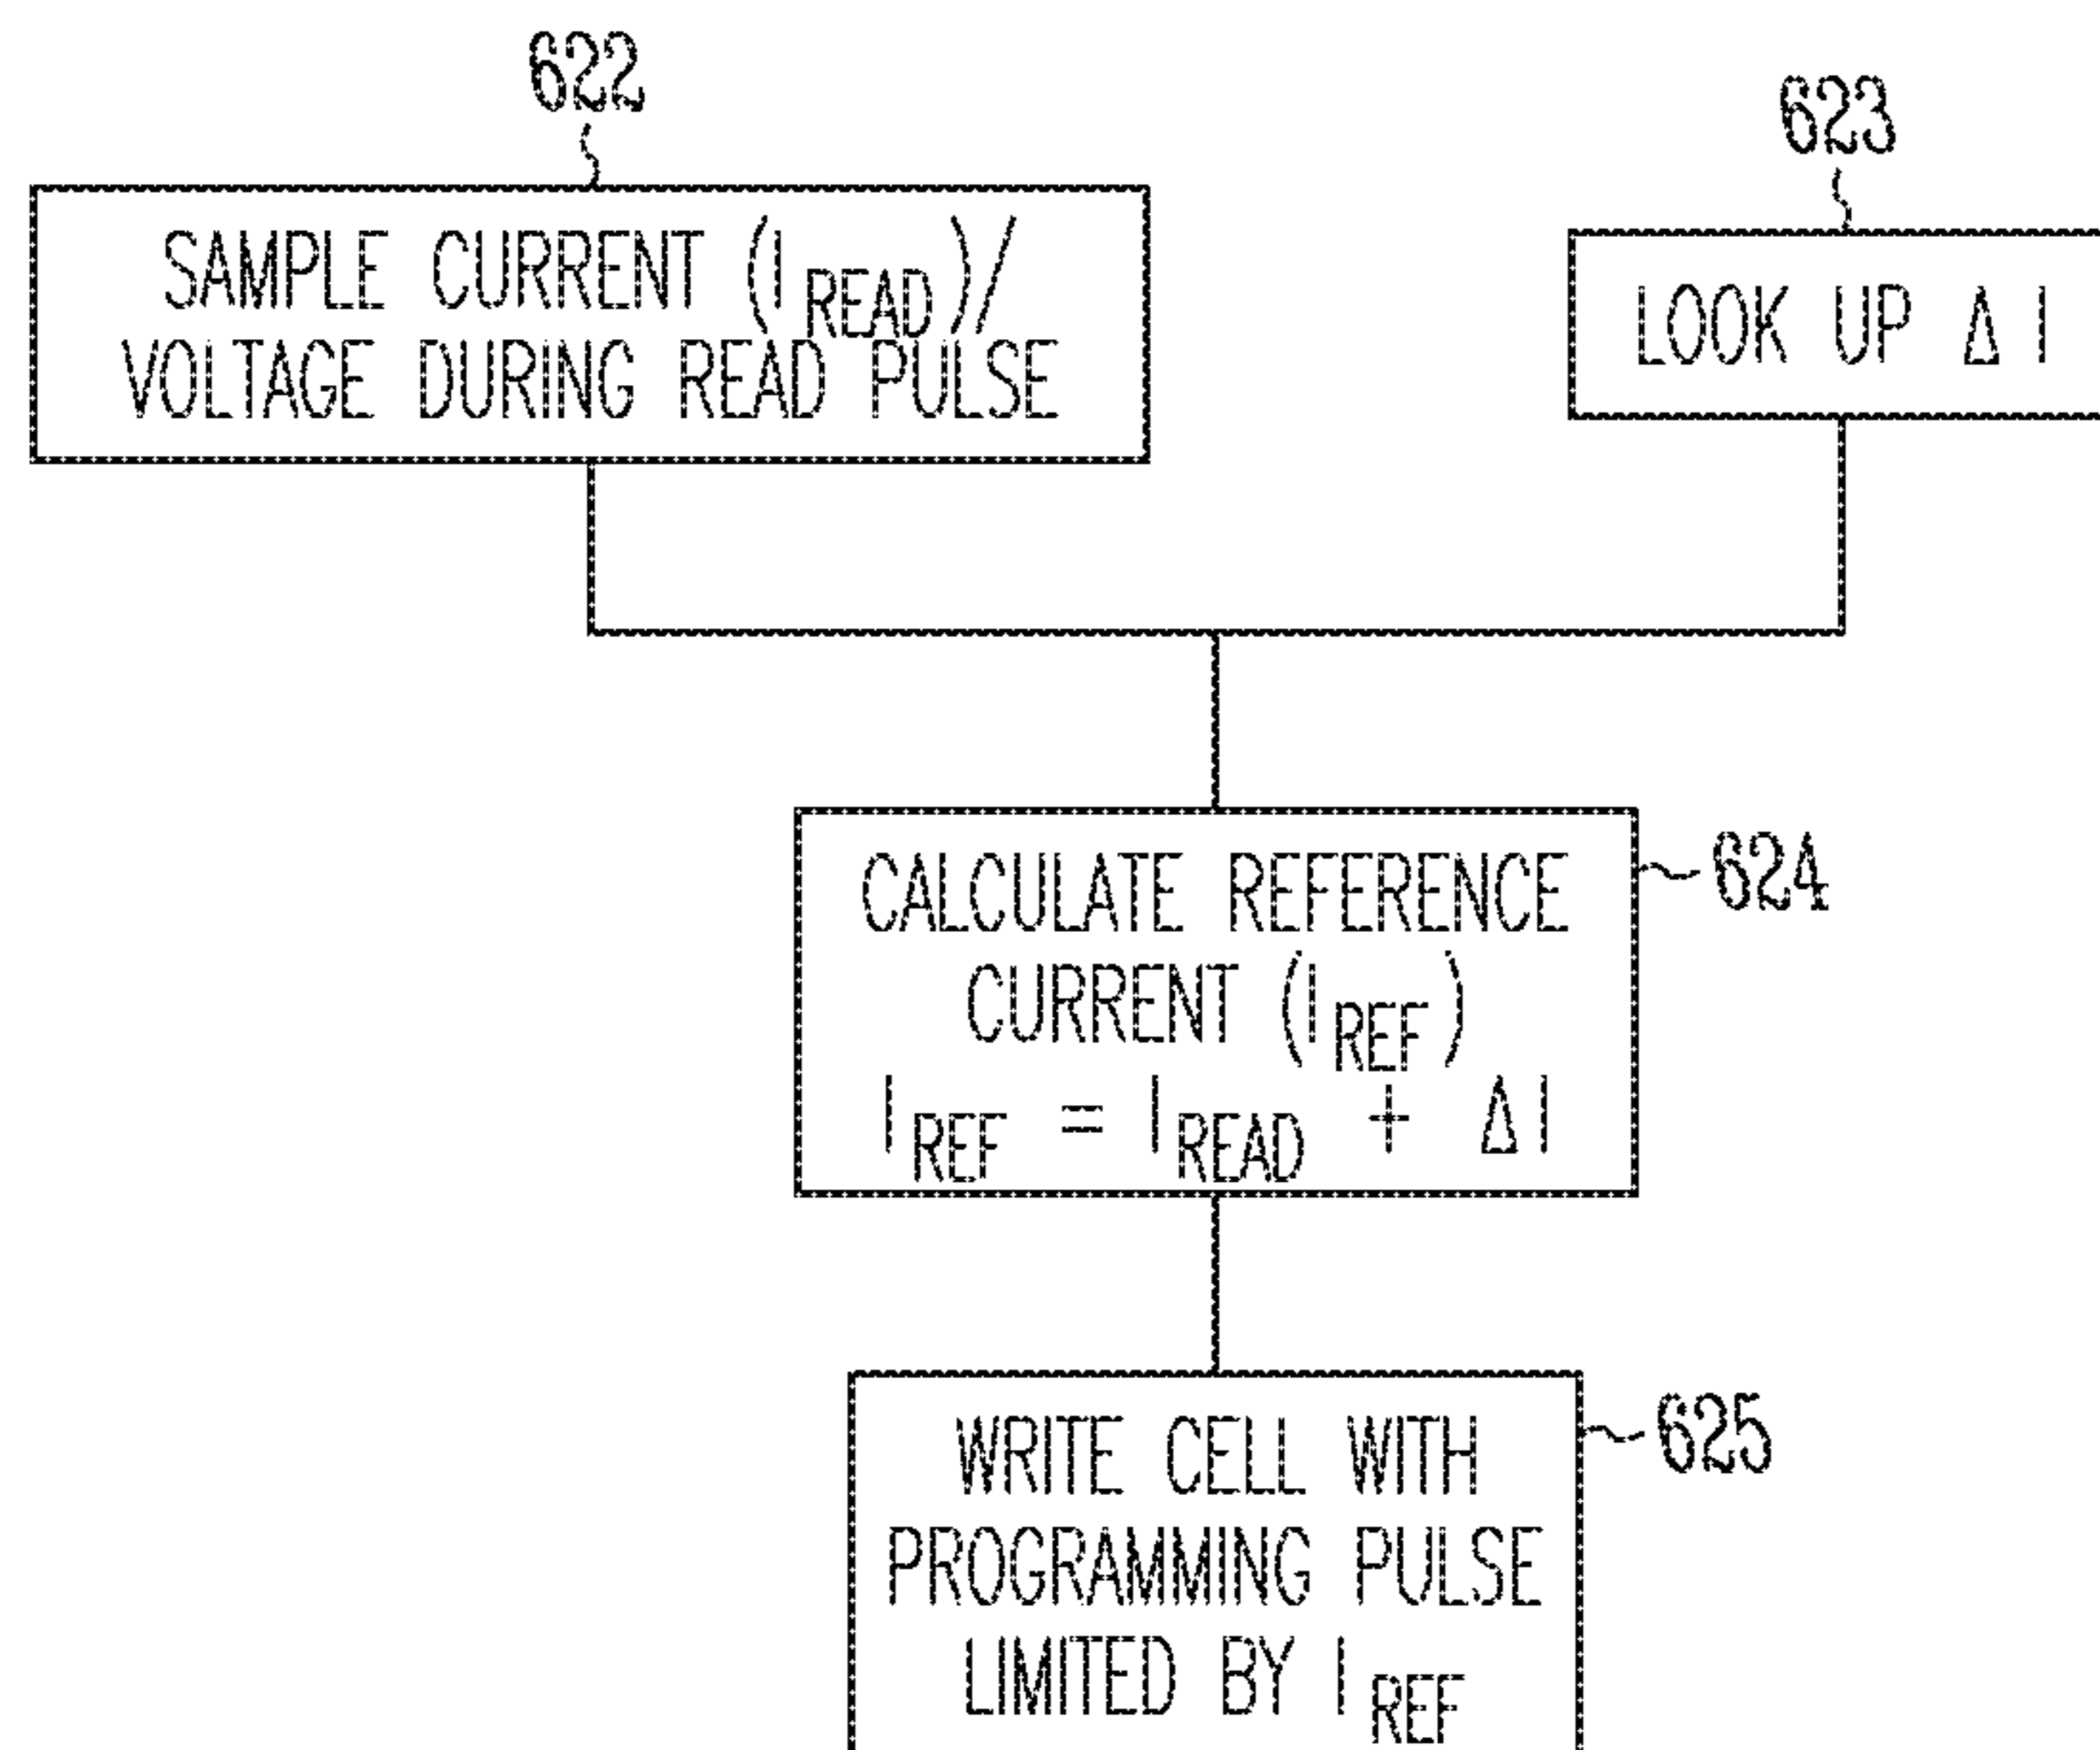 622
SAMPLE CURRENT (I READ)/
VOLTAGE DURING READ PULSE
623
LOOK UP Δ I
CALCULATE REFERENCE
CURRENT (I REF)
I REF = I READ + Δ I
624
WRITE CELL WITH
PROGRAMMING PULSE
LIMITED BY I REF
625